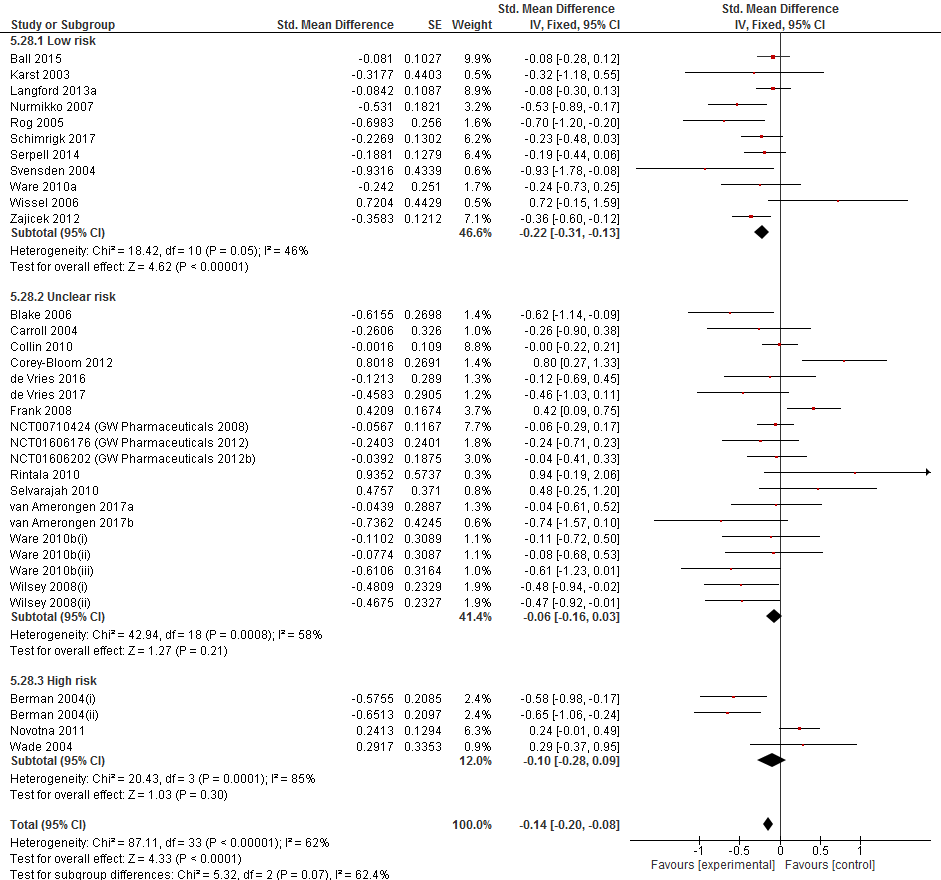 Std. Mean Difference Std. Mean Difference
Study or Subgroup Std. Mean Difference SE Weight IV, Fixed, 95% CI IV, Fixed, 95% CI
5.28.1 Low risk
Ball 2015 -0.081 0.1027 9.9% -0.08 [-0.28, 0.12]
Karst 2003 -0.3177 0.4403 0.5% -0.32 [-1.18, 0.55]
Langford 2013a -0.0842 0.1087 8.9% -0.08 [-0.30, 0.13]
Nurmikko 2007 -0.531 0.1821 3.2% -0.53 [-0.89, -0.17]
Rog 2005 -0.6983 0.256 1.6% -0.70 [-1.20, -0.20]
Schimrigk 2017 -0.2269 0.1302 6.2% -0.23 [-0.48, 0.03]
Serpell 2014 -0.1881 0.1279 6.4% -0.19 [-0.44, 0.06]
Svensden 2004 -0.9316 0.4339 0.6% -0.93 [-1.78, -0.08]
Ware 2010a -0.242 0.251 1.7% -0.24 [-0.73, 0.25]
Wissel 2006 0.7204 0.4429 0.5% 0.72 [-0.15, 1.59]
Zajicek 2012 -0.3583 0.1212 7.1% -0.36 [-0.60, -0.12]
Subtotal (95% CI) 46.6% -0.22 [-0.31, -0.13]
Heterogeneity: Chi² = 18.42, df = 10 (P = 0.05); I² = 46%
Test for overall effect: Z = 4.62 (P < 0.00001)
5.28.2 Unclear risk
Blake 2006 -0.6155 0.2698 1.4% -0.62 [-1.14, -0.09]
Carroll 2004 -0.2606 0.326 1.0% -0.26 [-0.90, 0.38]
Collin 2010 -0.0016 0.109 8.8% -0.00 [-0.22, 0.21]
Corey-Bloom 2012 0.8018 0.2691 1.4% 0.80 [0.27, 1.33]
de Vries 2016 -0.1213 0.289 1.2% -0.12 [-0.69, 0.45]
de Vries 2017 -0.4583 0.2905 1.2% -0.46 [-1.03, 0.11]
Frank 2008 0.4209 0.1674 3.7% 0.42 [0.09, 0.75]
NCT00710424 (GW Pharmaceuticals 2008) -0.0567 0.1167 7.7% -0.06 [-0.29, 0.17]
NCT01606176 (GW Pharmaceuticals 2012) -0.2403 0.2401 1.8% -0.24 [-0.71, 0.23]
NCT01606202 (GW Pharmaceuticals 2012b) -0.0392 0.1875 3.0% -0.04 [-0.41, 0.33]
Rintala 2010 0.9352 0.5737 0.3% 0.94 [-0.19, 2.06]
Selvarajah 2010 0.4757 0.371 0.8% 0.48 [-0.25, 1.20]
van Amerongen 2017a -0.0439 0.2887 1.3% -0.04 [-0.61, 0.52]
van Amerongen 2017b -0.7362 0.4245 0.6% -0.74 [-1.57, 0.10]
Ware 2010b(i) -0.1102 0.3089 1.1% -0.11 [-0.72, 0.50]
Ware 2010b(ii) -0.0774 0.3087 1.1% -0.08 [-0.68, 0.53]
Ware 2010b(iii) -0.6106 0.3164 1.0% -0.61 [-1.23, 0.01]
Wilsey 2008(i) -0.4809 0.2329 1.9% -0.48 [-0.94, -0.02]
Wilsey 2008(ii) -0.4675 0.2327 1.9% -0.47 [-0.92, -0.01]
Subtotal (95% CI) 41.4% -0.06 [-0.16, 0.03]
Heterogeneity: Chi² = 42.94, df = 18 (P = 0.0008); I² = 58%
Test for overall effect: Z = 1.27 (P = 0.21)
5.28.3 High risk
Berman 2004(i) -0.5755 0.2085 2.4% -0.58 [-0.98, -0.17]
Berman 2004(ii) -0.6513 0.2097 2.4% -0.65 [-1.06, -0.24]
Novotna 2011 0.2413 0.1294 6.3% 0.24 [-0.01, 0.49]
Wade 2004 0.2917 0.3353 0.9% 0.29 [-0.37, 0.95]
Subtotal (95% CI) 12.0% -0.10 [-0.28, 0.09]
Heterogeneity: Chi² = 20.43, df = 3 (P = 0.0001); I² = 85%
Test for overall effect: Z = 1.03 (P = 0.30)
Total (95% CI) 100.0% -0.14 [-0.20, -0.08]
Heterogeneity: Chi² = 87.11, df = 33 (P < 0.00001); I² = 62%
-1 -0.5 0 0.5 1
Test for overall effect: Z = 4.33 (P < 0.0001)
Favours [experimental] Favours [control]
Test for subgroup differences: Chi² = 5.32, df = 2 (P = 0.07), I² = 62.4%